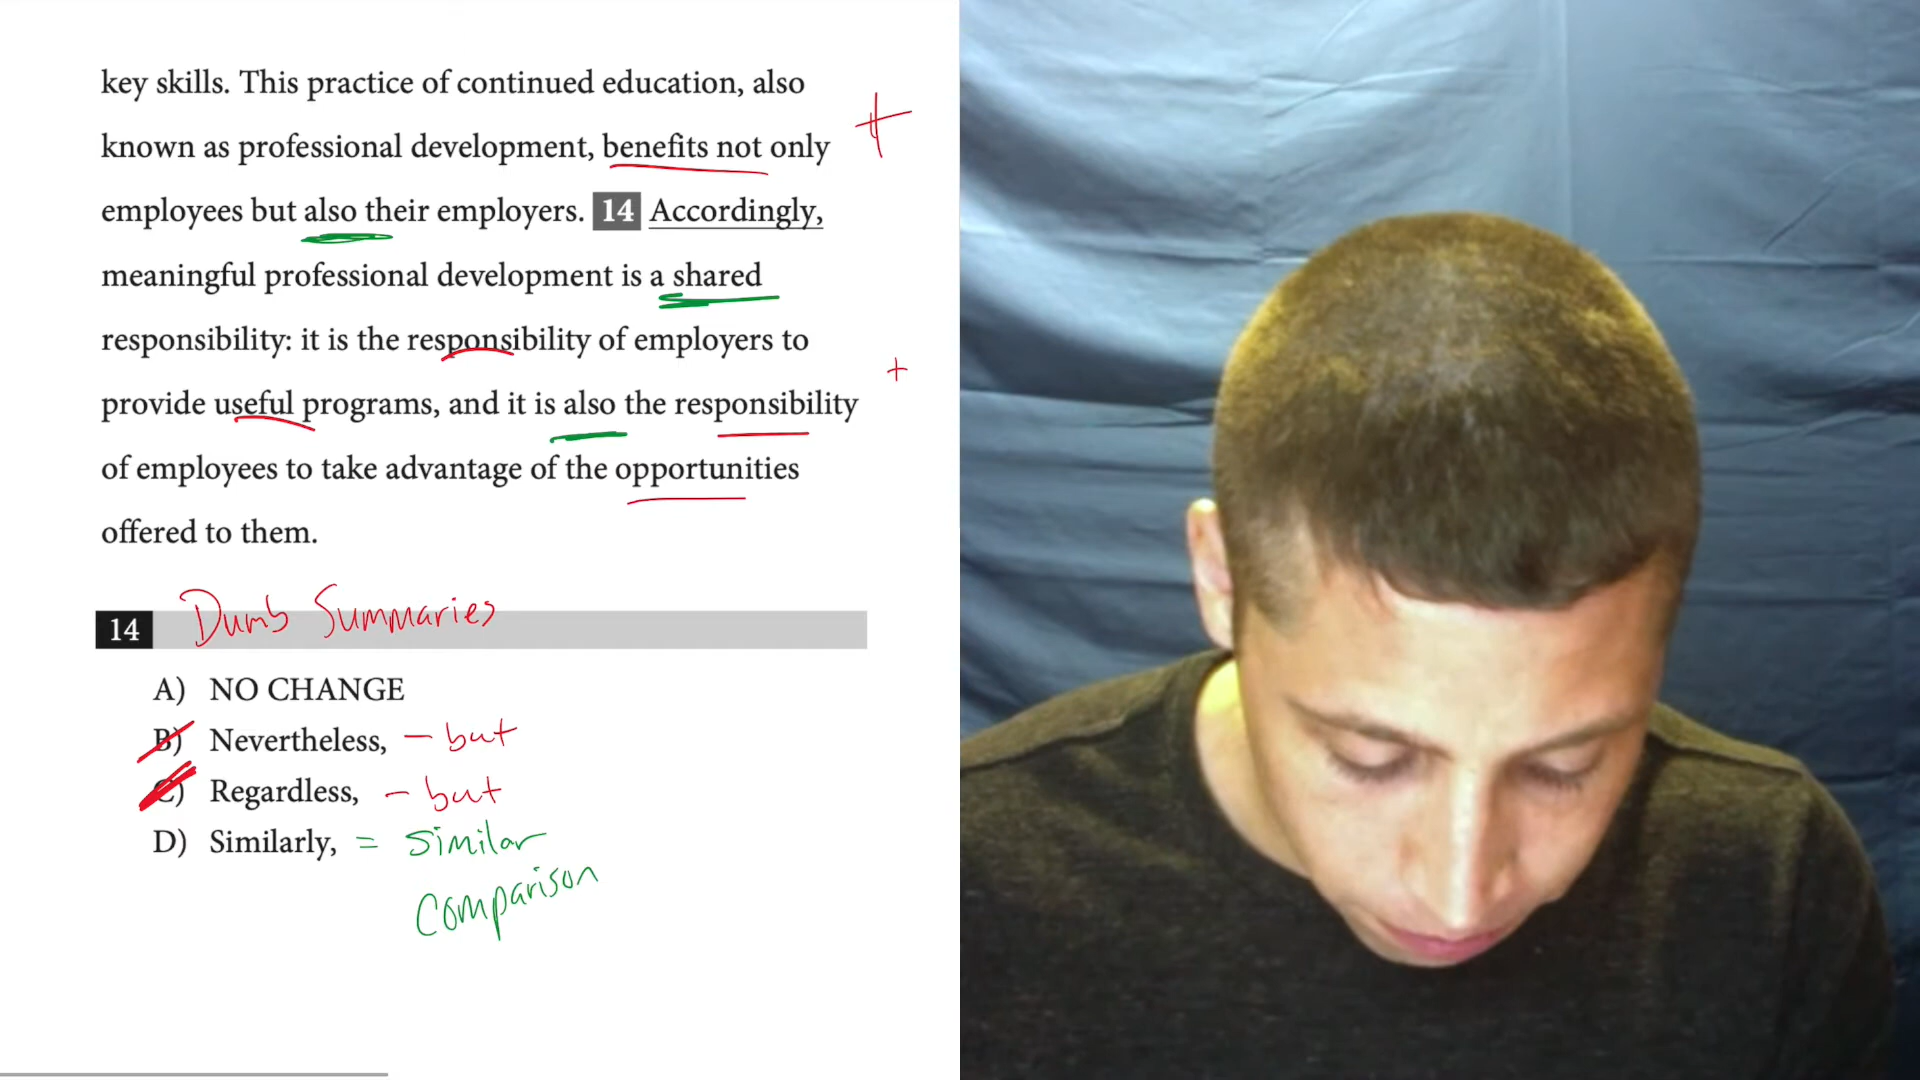 key skills. This practice of continued education, also
known as professional development, benefits not only
employees but also their employers. 14 Accordingly,
meaningful professional development is a shared
responsibility: it is the responsibility of employers to
provide useful programs, and it is also the responsibility
of employees to take advantage of the opportunities
offered to them.
14 Dumb Summaries
A) NO CHANGE
B) Nevertheless, - but
C) Regardless, - but
D) Similarly, = similar
comparison